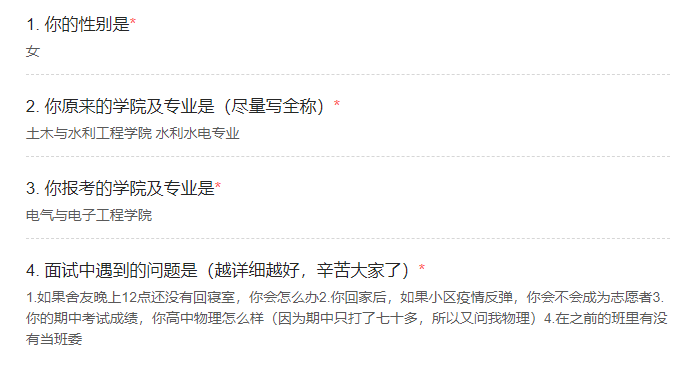 1. 你的性别是*
女
2. 你原来的学院及专业是（尽量写全称）*
土木与水利工程学院 水利水电专业
3. 你报考的学院及专业是*
电气与电子工程学院
4. 面试中遇到的问题是（越详细越好，辛苦大家了）*
1.如果舍友晚上12点还没有回寝室，你会怎么办2.你回家后，如果小区疫情反弹，你会不会成为志愿者3.
你的期中考试成绩，你高中物理怎么样（因为期中只打了七十多，所以又问我物理）4.在之前的班里有没
有当班委